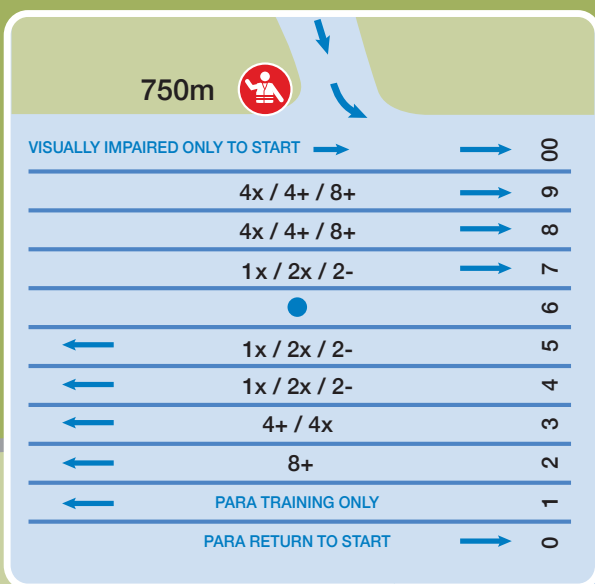 750m
VISUALLY IMPAIRED ONLY TO START 00
4x / 4+ / 8+ 9
4x / 4+ / 8+ 8
1x / 2x / 2- 7
6
1x / 2x / 2- 5
1x / 2x / 2- 4
4+ / 4x 3
8+ 2
PARA TRAINING ONLY 1
PARA RETURN TO START 0